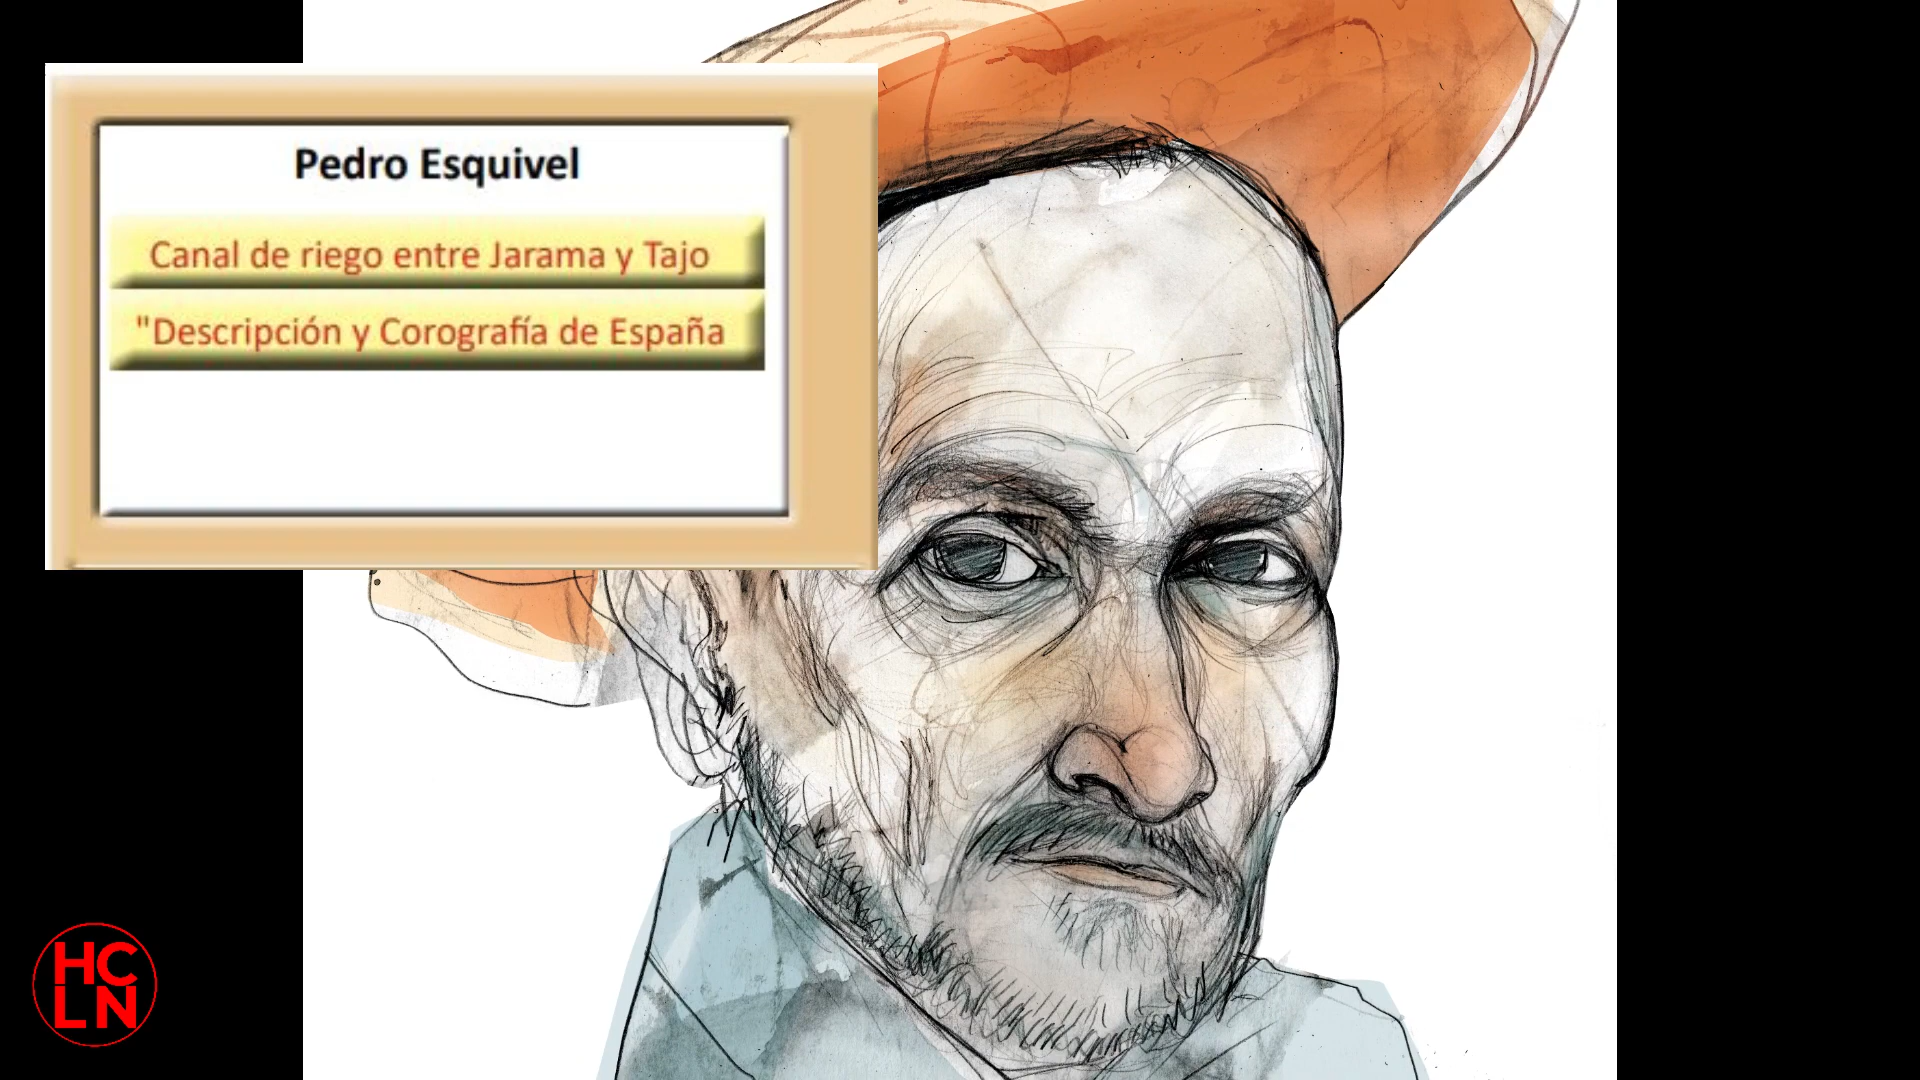 Pedro Esquivel
Canal de riego entre Jarama y Tajo
"Descripción y Corografía de España
HC
LN